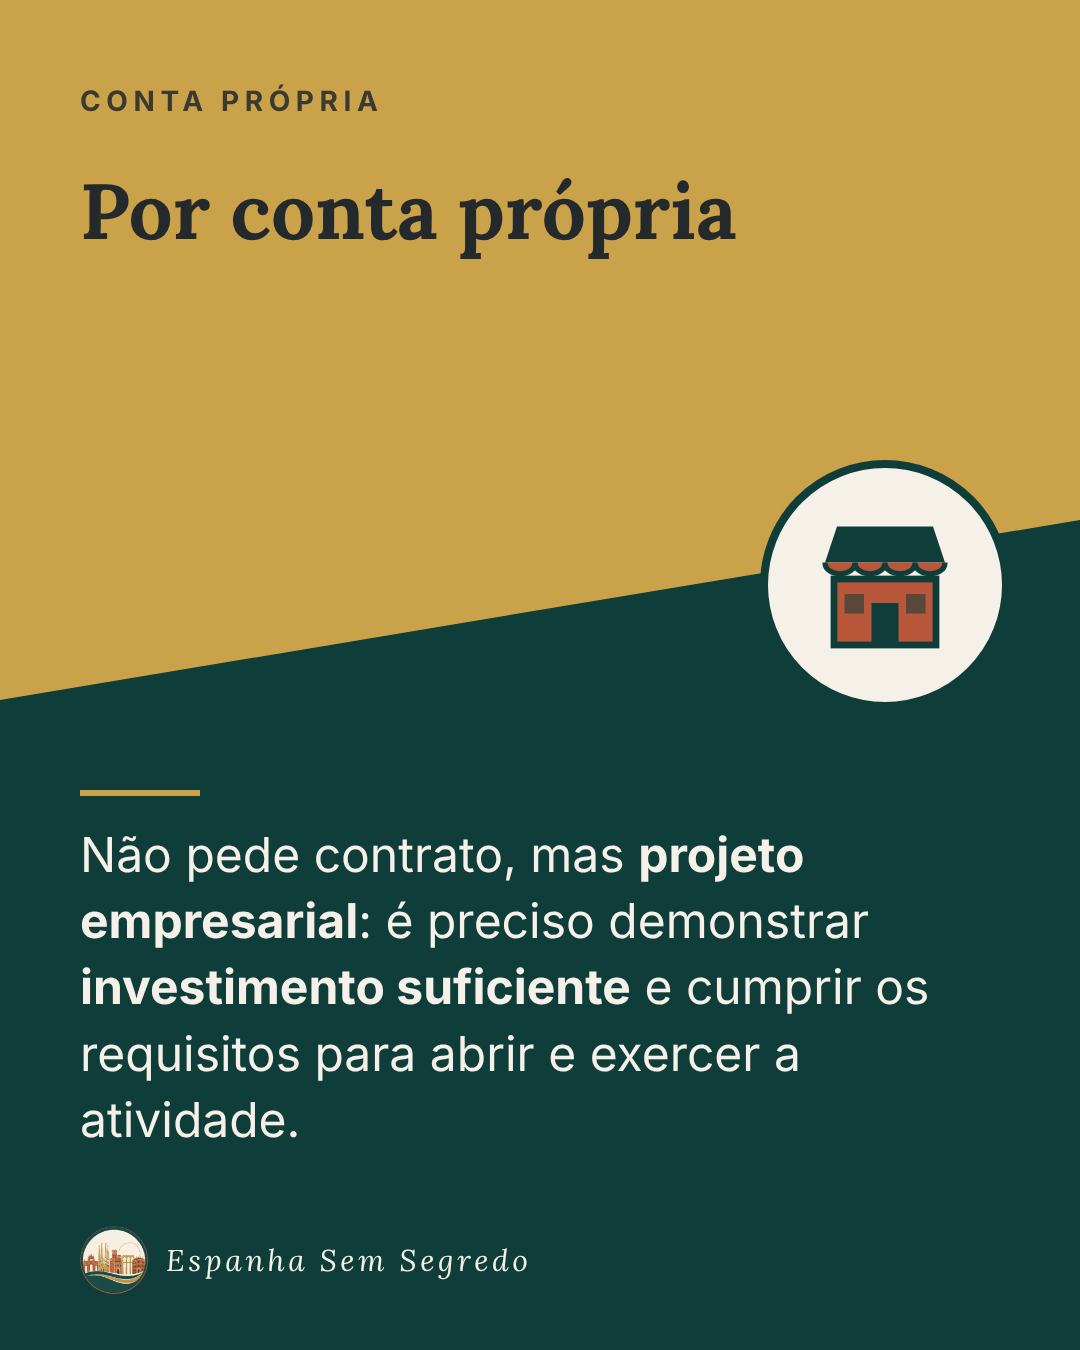 CONTA PRÓPRIA
Por conta própria
Não pede contrato, mas projeto
empresarial: é preciso demonstrar
investimento suficiente e cumprir os
requisitos para abrir e exercer a
atividade.
Espanha Sem Segredo